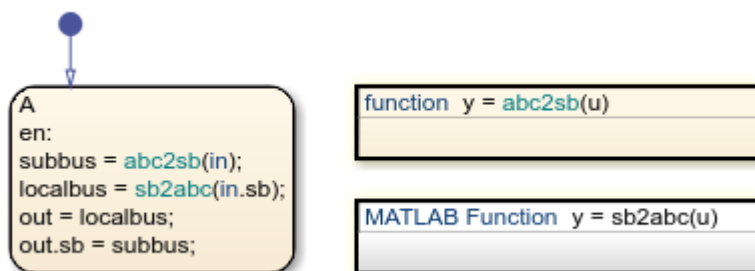 A
en:
subbus = abc2sb(in);
localbus = sb2abc(in.sb);
out = localbus;
out.sb = subbus;
function y = abc2sb(u)
MATLAB Function y = sb2abc(u)